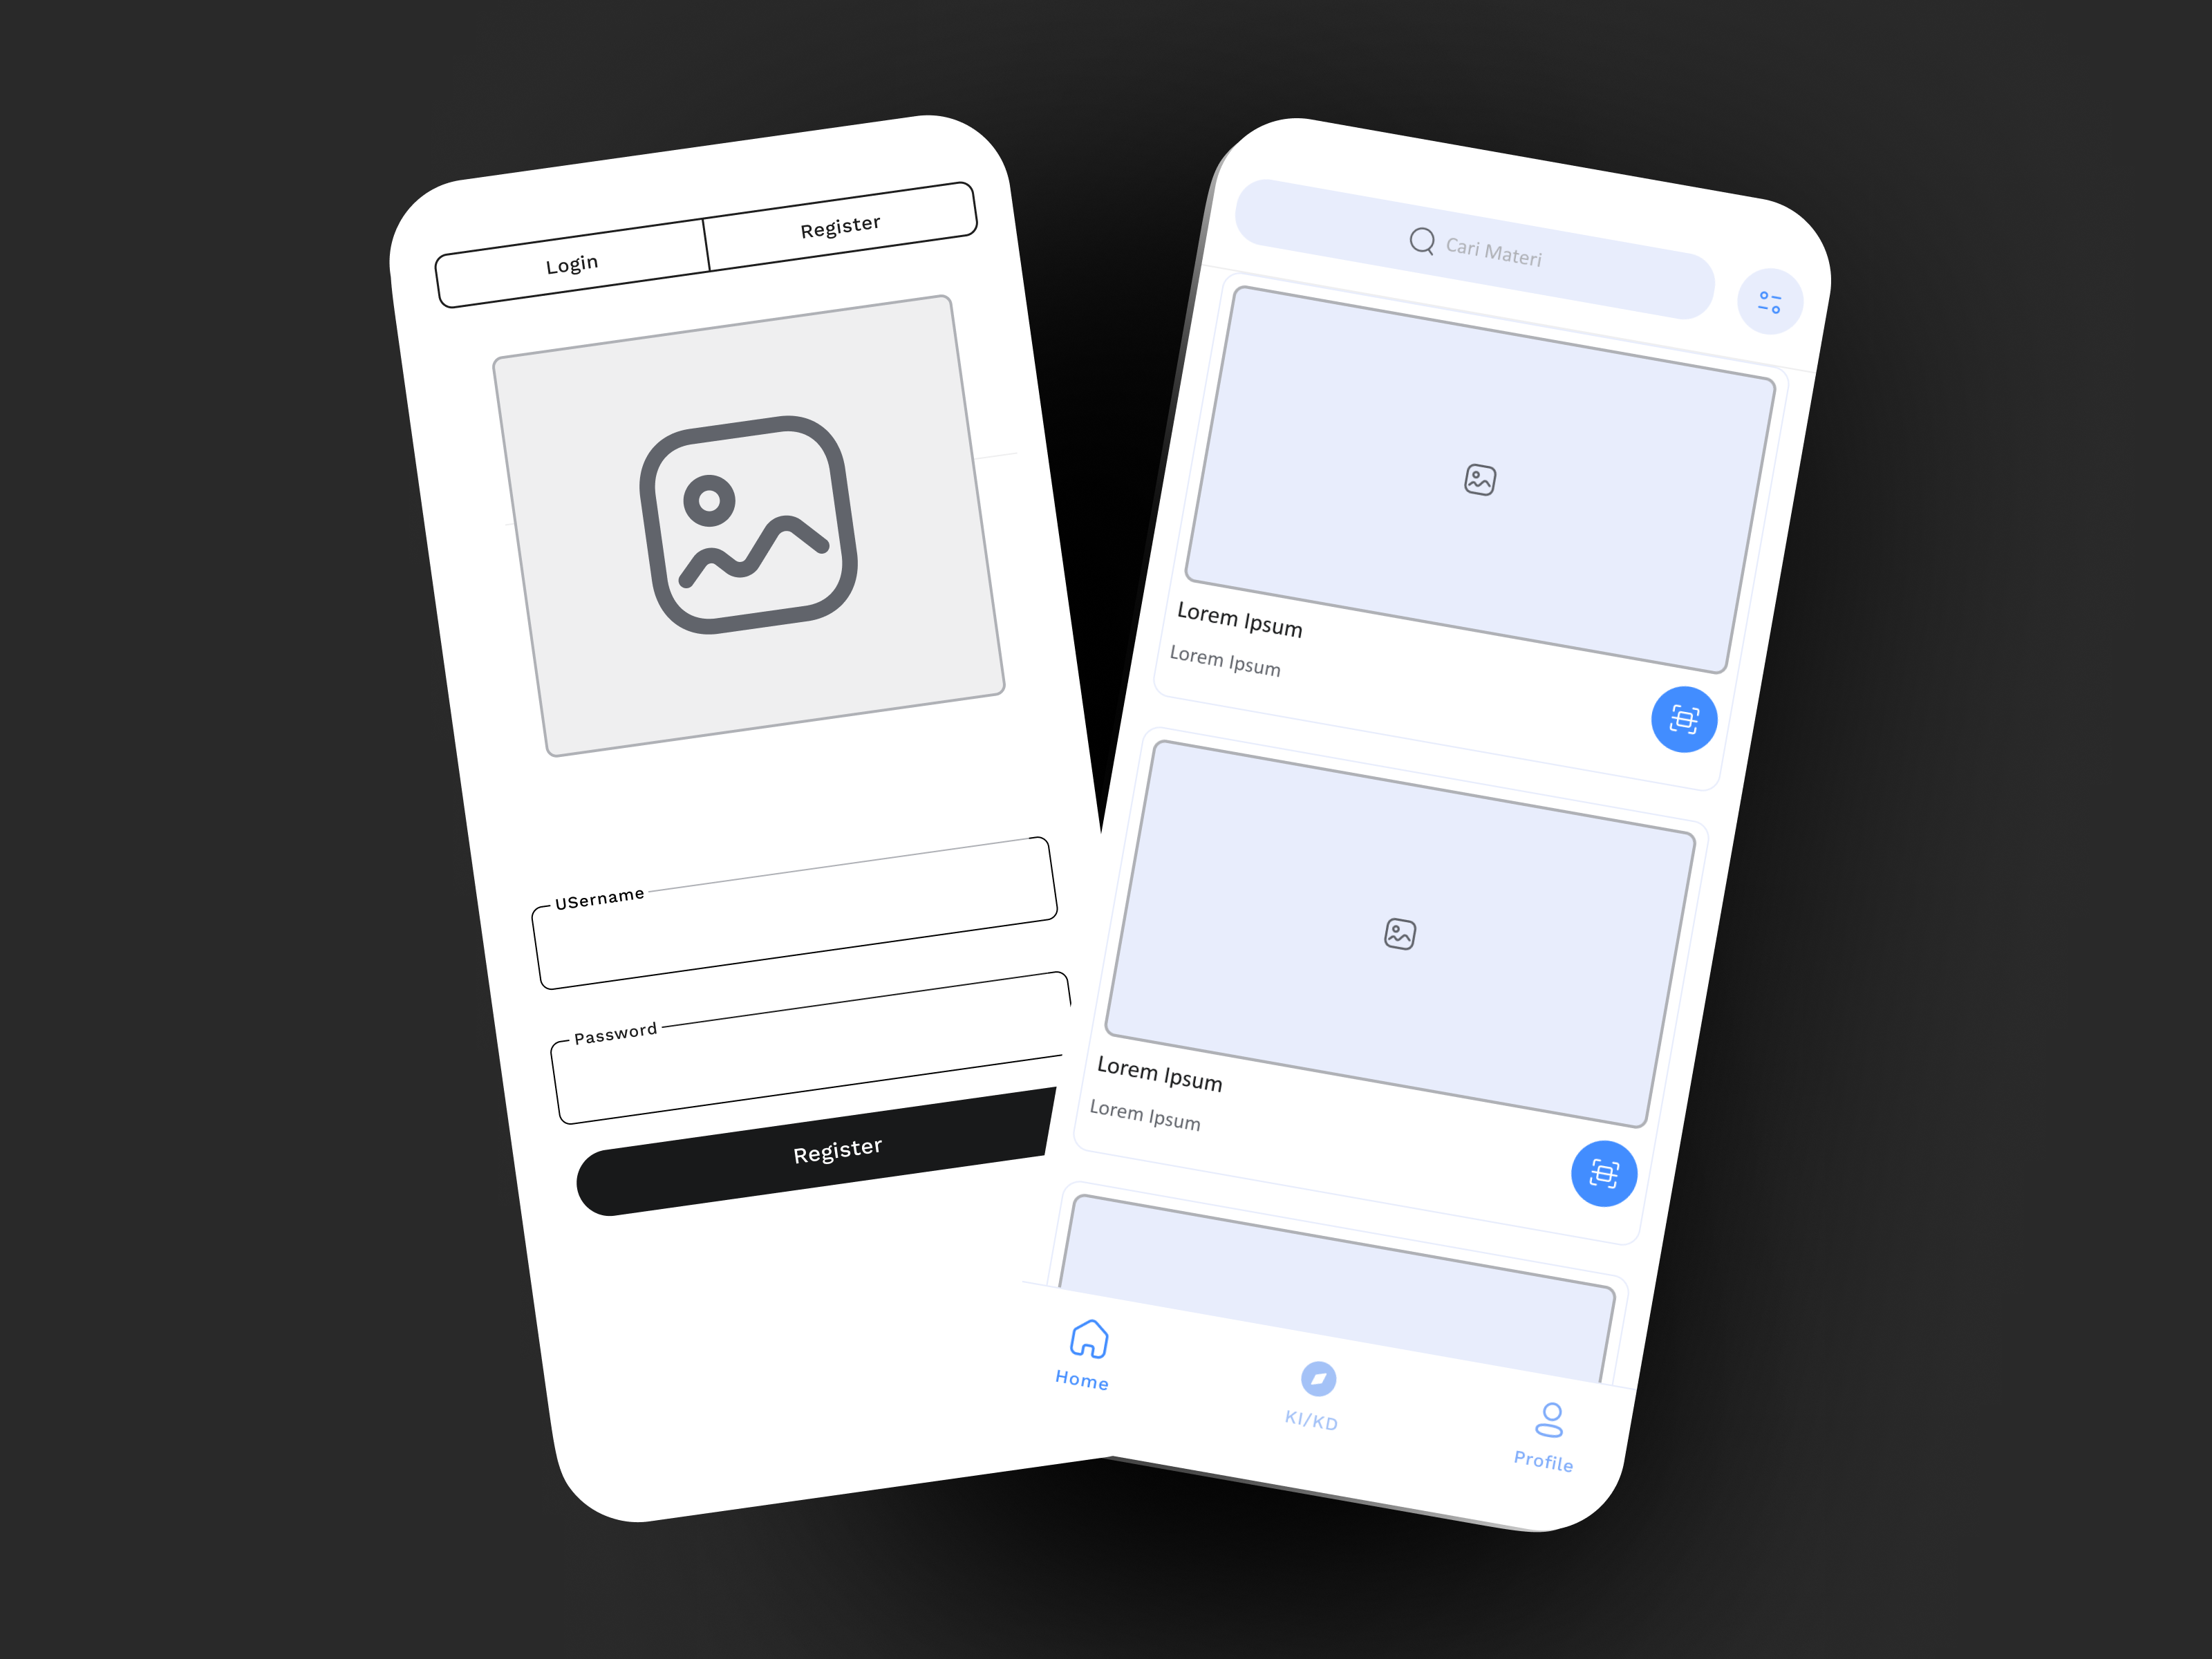 Login
Register
USername
Password
Register
Cari Materi
Lorem Ipsum
Lorem Ipsum
Lorem Ipsum
Lorem Ipsum
Home
KI/KD
Profile